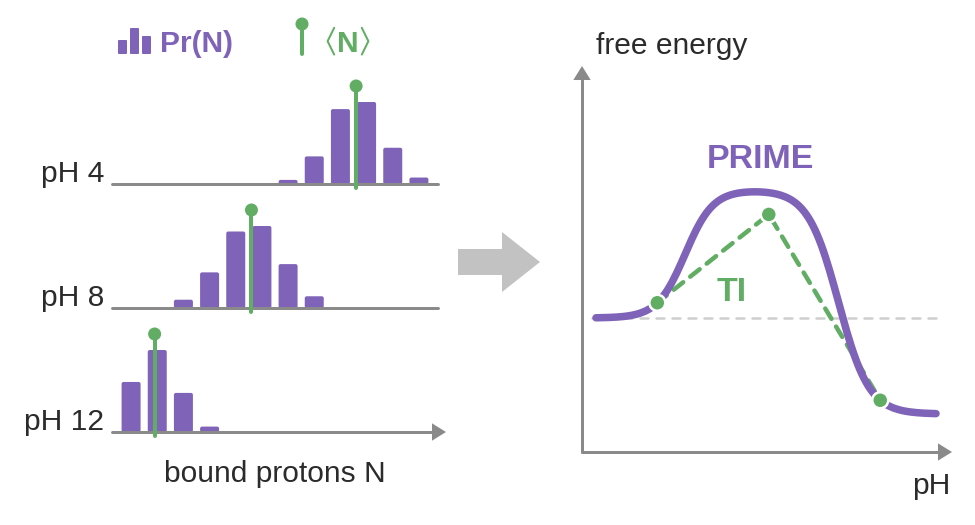 Pr(N) 〈N〉
pH 4
pH 8
pH 12
bound protons N
free energy
PRIME
TI
pH